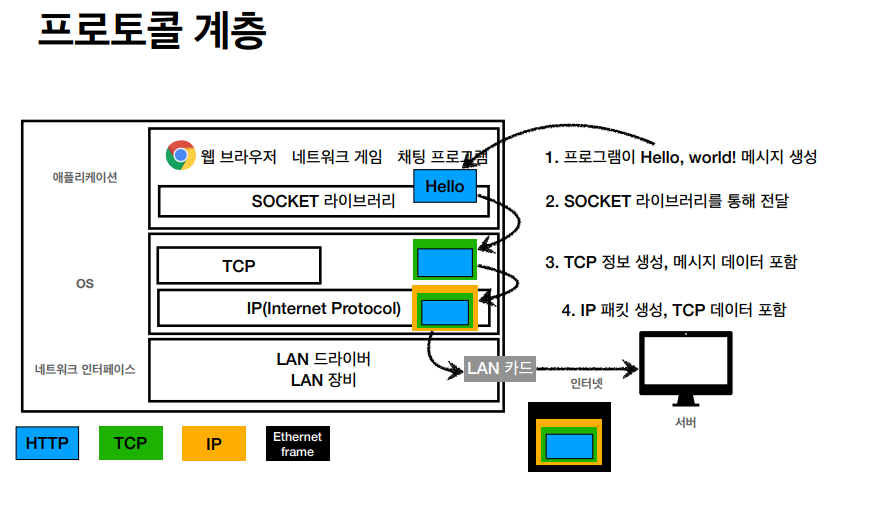 프로토콜 계층
애플리케이션
웹 브라우저 네트워크 게임 채팅 프로그램
Hello
SOCKET 라이브러리
1. 프로그램이 Hello, world! 메시지 생성
2. SOCKET 라이브러리를 통해 전달
OS
TCP
IP(Internet Protocol)
3. TCP 정보 생성, 메시지 데이터 포함
4. IP 패킷 생성, TCP 데이터 포함
네트워크 인터페이스
LAN 드라이버
LAN 장비
LAN 카드
인터넷
서버
HTTP
TCP
IP
Ethernet
frame